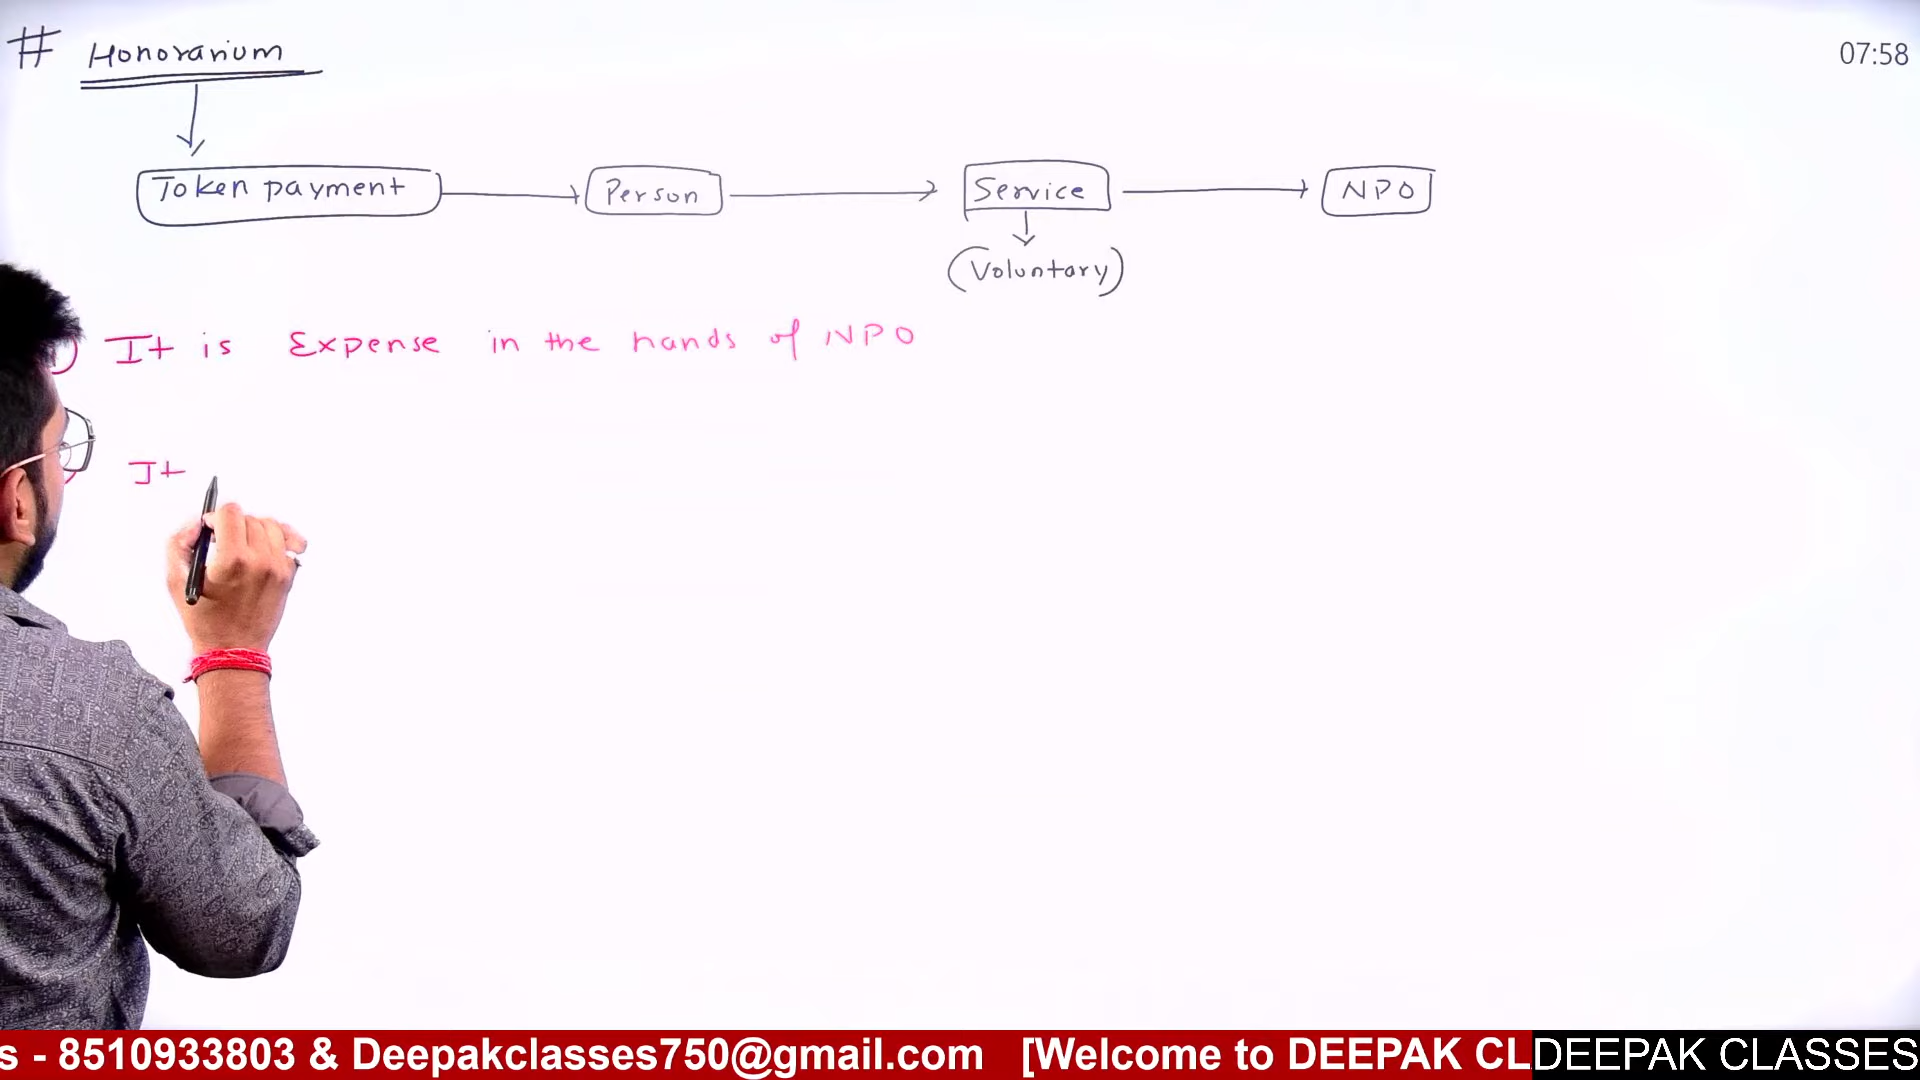 # Honorarium
07:58
Token payment Person Service NPO
(Voluntary)
) It is Expense in the hands of NPO
It
s - 8510933803 & Deepakclasses750@gmail.com [Welcome to DEEPAK CL
DEEPAK CLASSES